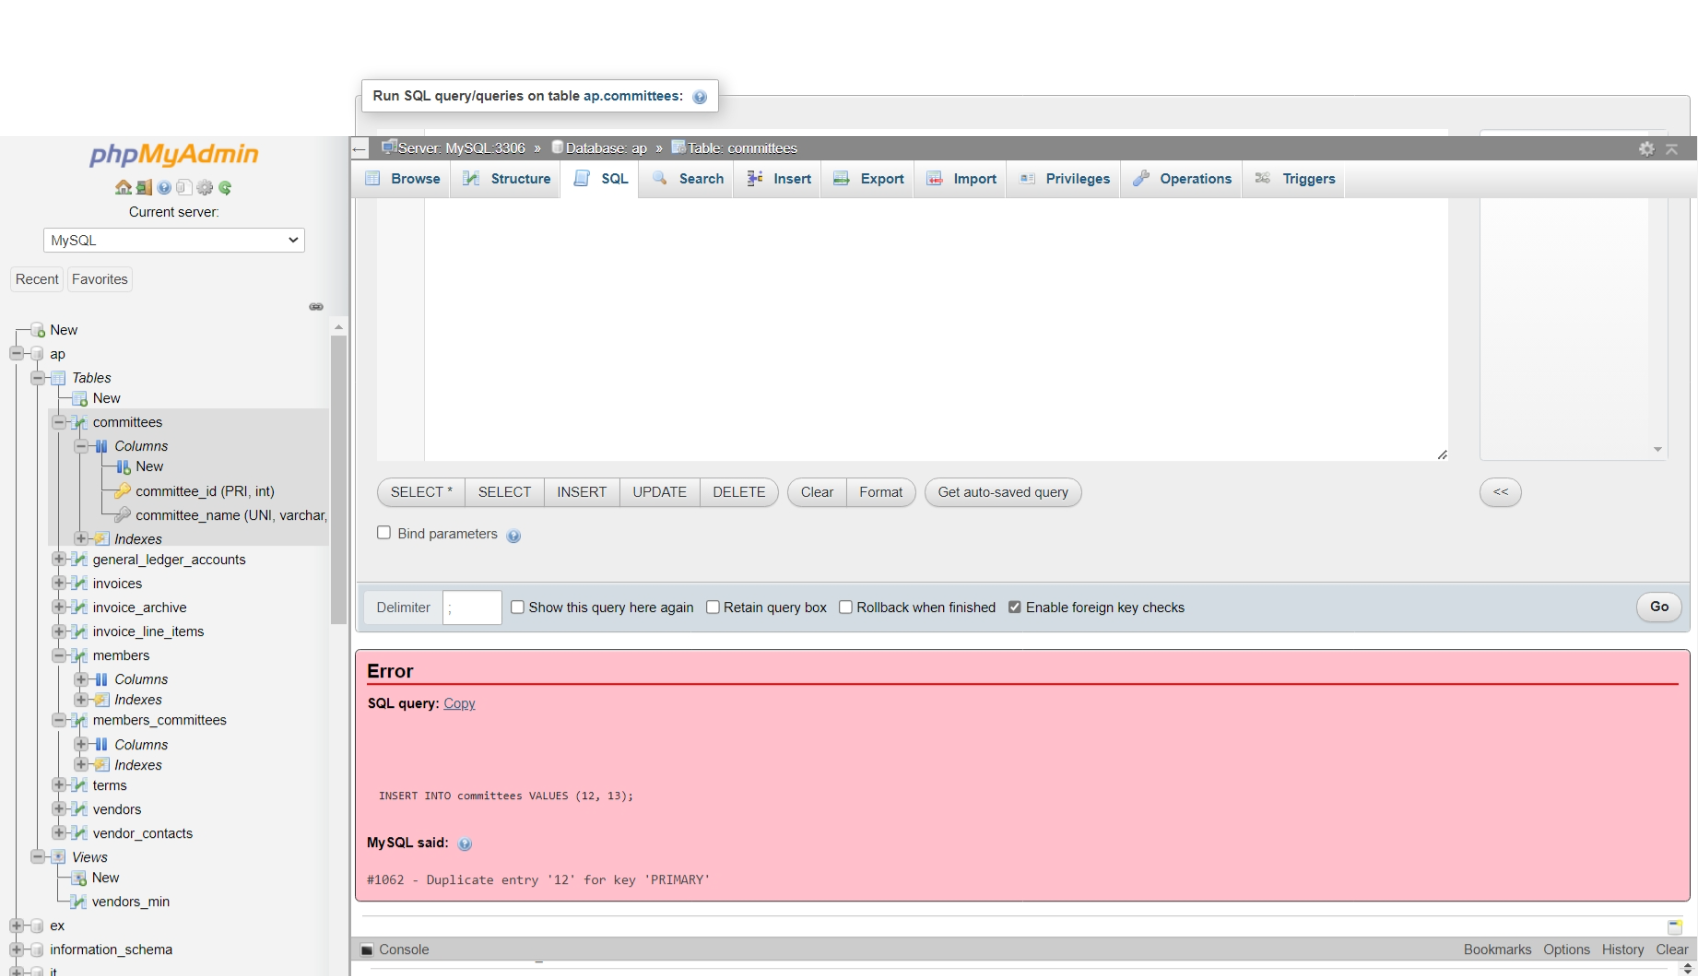 Run SQL query/queries on table ap.committees:
phpMyAdmin
Current server:
MySQL
Recent Favorites
New
ap
Tables
New
committees
Columns
New
committee_id (PRI, int)
committee_name (UNI, varchar,
Indexes
general_ledger_accounts
invoices
invoice_archive
invoice_line_items
members
Columns
Indexes
members_committees
Columns
Indexes
terms
vendors
vendor_contacts
Views
New
vendors_min
ex
information_schema
it
Server: MySQL:3306 » Database: ap » Table: committees
Browse Structure SQL Search Insert Export Import Privileges Operations Triggers
SELECT * SELECT INSERT UPDATE DELETE Clear Format Get auto-saved query <<
Bind parameters
Delimiter ; Show this query here again Retain query box Rollback when finished Enable foreign key checks Go
Error
SQL query: Copy
INSERT INTO committees VALUES (12, 13);
MySQL said:
#1062 - Duplicate entry '12' for key 'PRIMARY'
Console Bookmarks Options History Clear